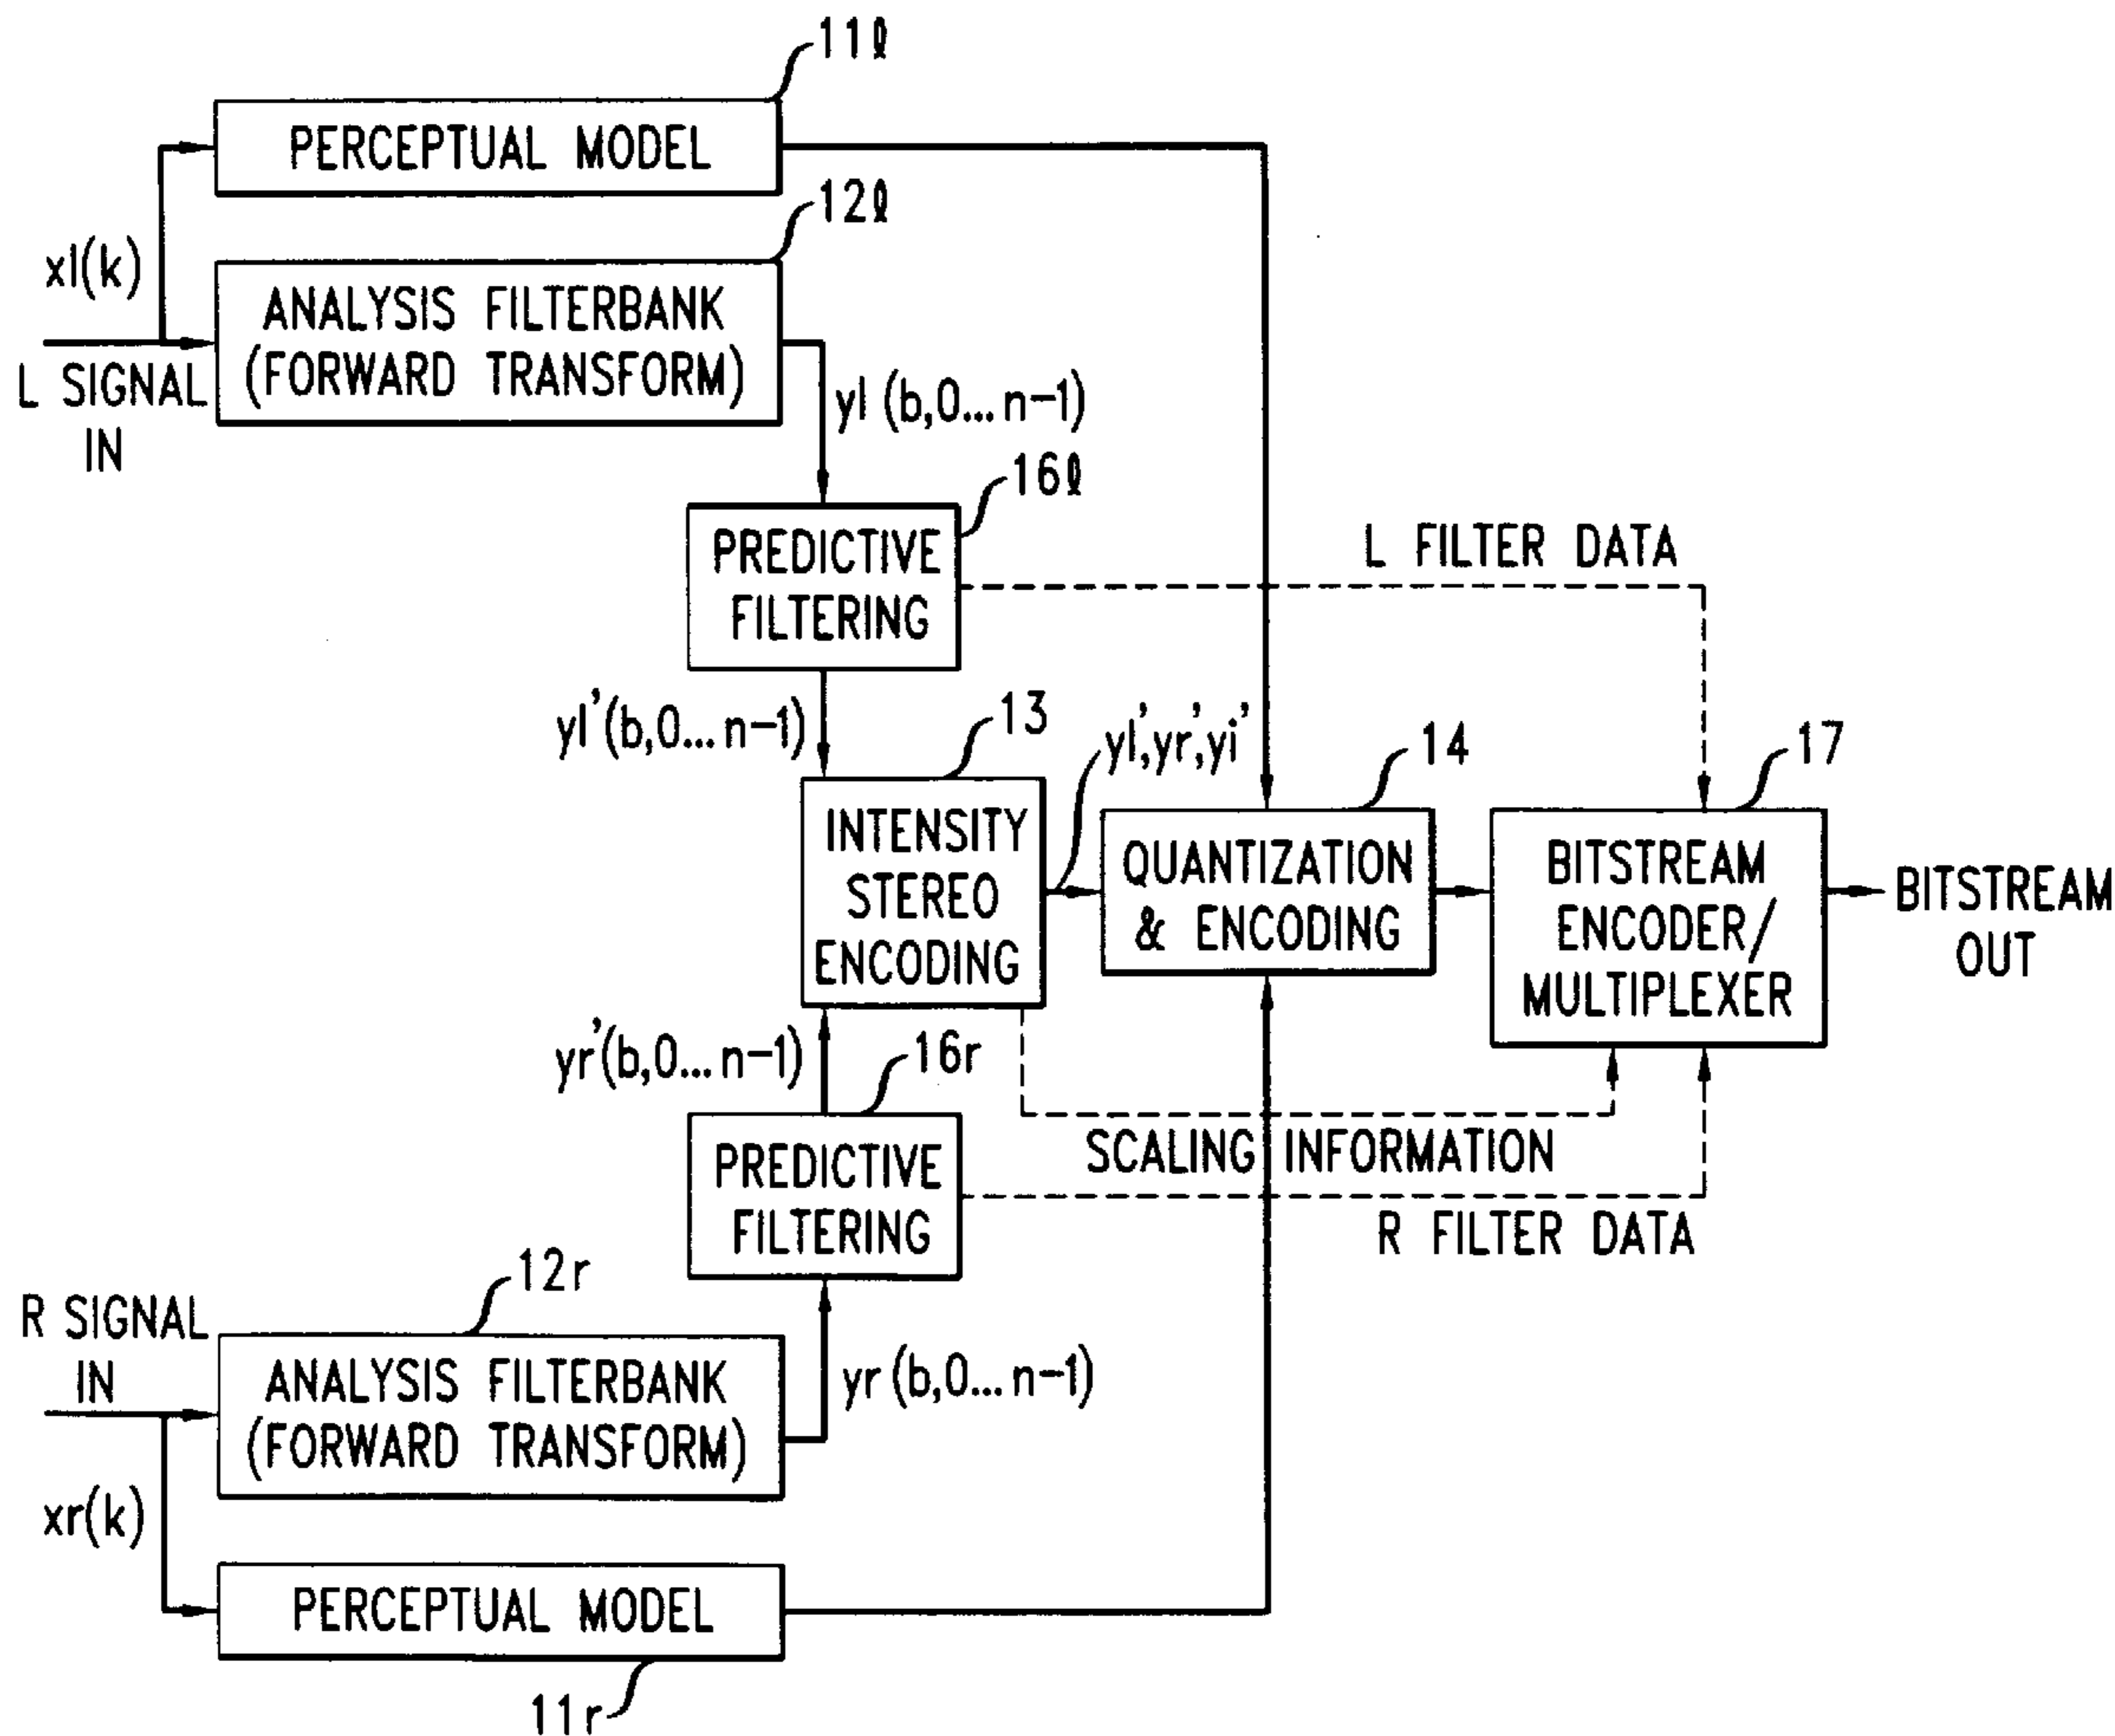 11ℓ
PERCEPTUAL MODEL
12ℓ
xl(k)
ANALYSIS FILTERBANK
(FORWARD TRANSFORM)
L SIGNAL
IN
yl(b,0...n-1)
16ℓ
PREDICTIVE
FILTERING
L FILTER DATA
yl'(b,0...n-1)
13
yl',yr',yi'
14
17
INTENSITY
STEREO
ENCODING
QUANTIZATION
& ENCODING
BITSTREAM
ENCODER/
MULTIPLEXER
BITSTREAM
OUT
yr'(b,0...n-1)
16r
PREDICTIVE
FILTERING
SCALING INFORMATION
R FILTER DATA
12r
R SIGNAL
IN
ANALYSIS FILTERBANK
(FORWARD TRANSFORM)
yr(b,0...n-1)
xr(k)
PERCEPTUAL MODEL
11r